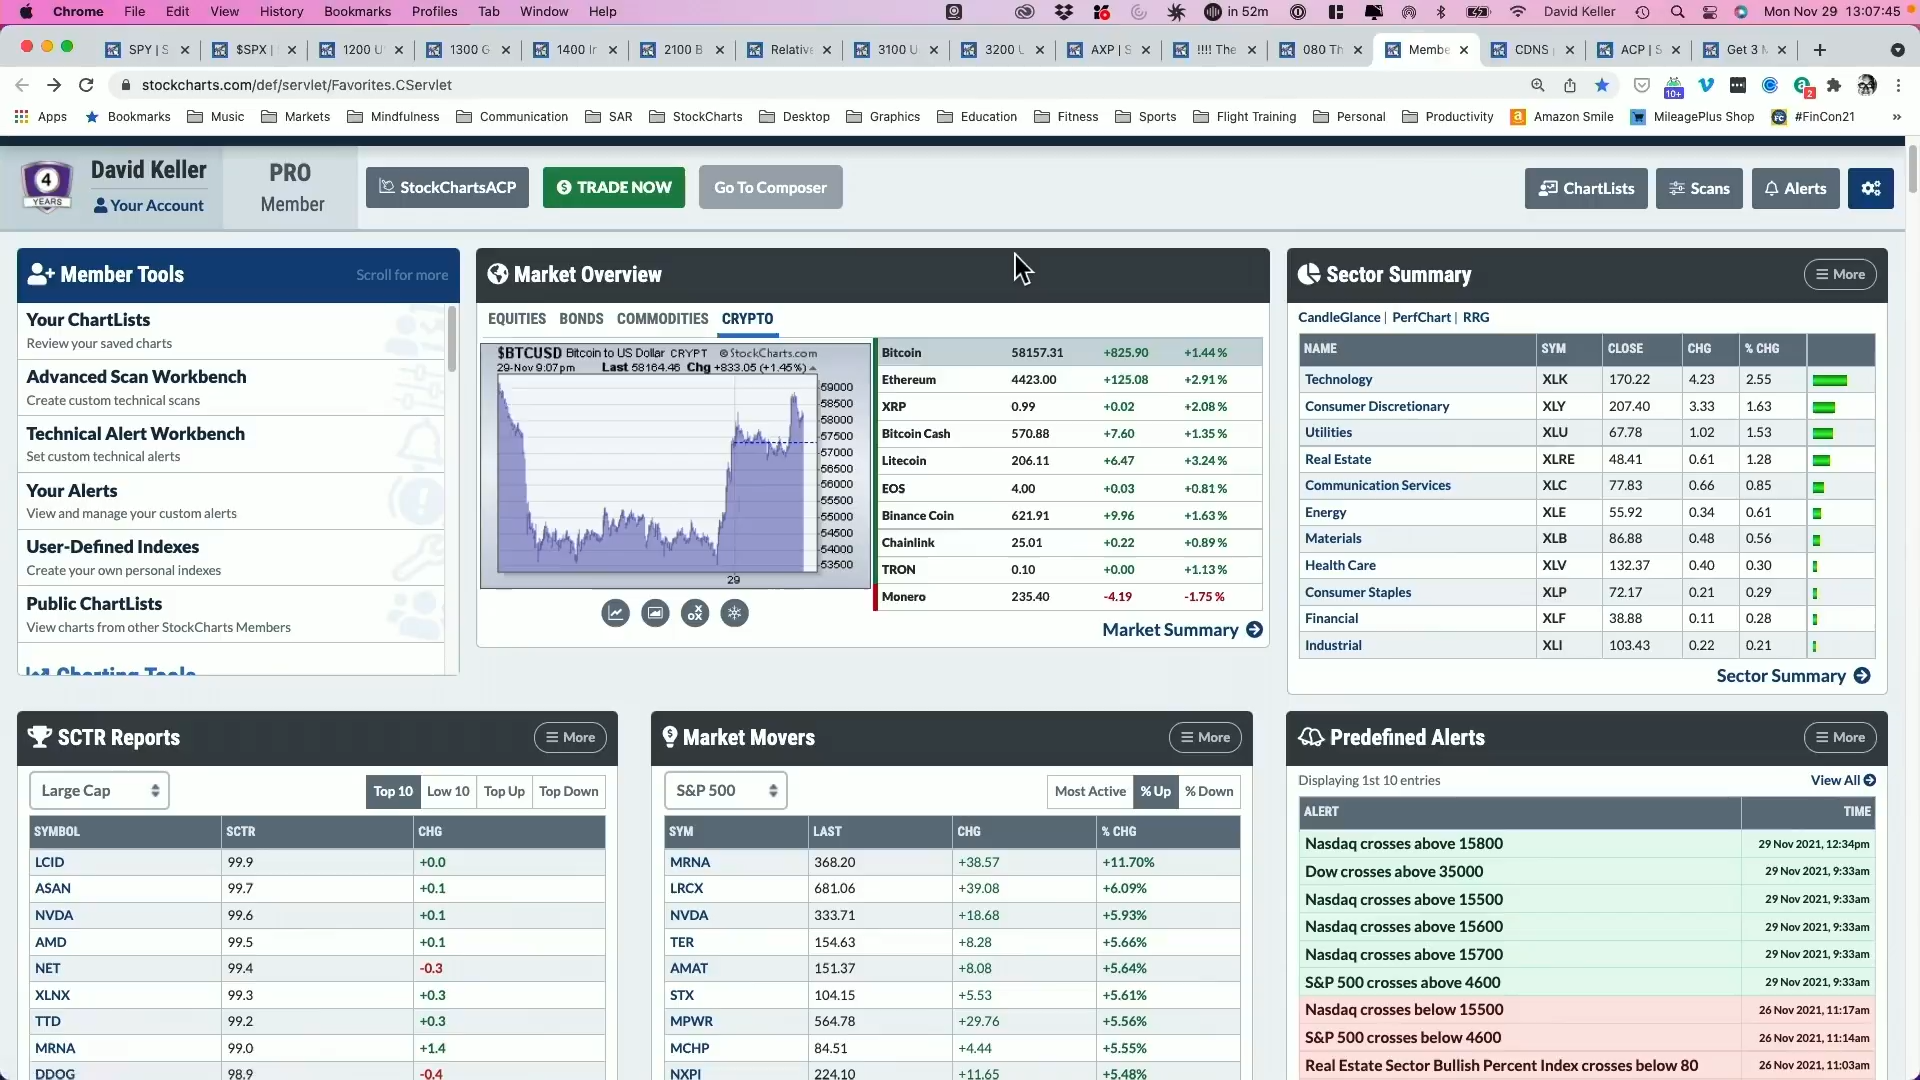 Chrome File Edit View History Bookmarks Profiles Tab Window Help in 52m David Keller Mon Nov 29 13:07:45
SPY | S $SPX | 1200 U 1300 G 1400 Ir 2100 B Relative 3100 U 3200 U AXP | S !!!! The 080 Th Membe CDNS ACP | S Get 3 M
stockcharts.com/def/servlet/Favorites.CServlet 10+ 2
Apps Bookmarks Music Markets Mindfulness Communication SAR StockCharts Desktop Graphics Education Fitness Sports Flight Training Personal Productivity Amazon Smile MileagePlus Shop #FinCon21 »
4 YEARS
David Keller
Your Account
PRO
Member
StockChartsACP
TRADE NOW
Go To Composer
ChartLists
Scans
Alerts
Member Tools Scroll for more
Your ChartLists
Review your saved charts
Advanced Scan Workbench
Create custom technical scans
Technical Alert Workbench
Set custom technical alerts
Your Alerts
View and manage your custom alerts
User-Defined Indexes
Create your own personal indexes
Public ChartLists
View charts from other StockCharts Members
Charting Tools
Market Overview
EQUITIES BONDS COMMODITIES CRYPTO
$BTCUSD Bitcoin to US Dollar CRYPT © StockCharts.com
29-Nov 9:07pm Last 58164.46 Chg +833.05 (+1.45%)
59000
58500
58000
57500
57000
56500
56000
55500
55000
54500
54000
53500
29
Bitcoin 58157.31 +825.90 +1.44 %
Ethereum 4423.00 +125.08 +2.91 %
XRP 0.99 +0.02 +2.08 %
Bitcoin Cash 570.88 +7.60 +1.35 %
Litecoin 206.11 +6.47 +3.24 %
EOS 4.00 +0.03 +0.81 %
Binance Coin 621.91 +9.96 +1.63 %
Chainlink 25.01 +0.22 +0.89 %
TRON 0.10 +0.00 +1.13 %
Monero 235.40 -4.19 -1.75 %
Market Summary
Sector Summary More
CandleGlance | PerfChart | RRG
NAME SYM CLOSE CHG % CHG
Technology XLK 170.22 4.23 2.55
Consumer Discretionary XLY 207.40 3.33 1.63
Utilities XLU 67.78 1.02 1.53
Real Estate XLRE 48.41 0.61 1.28
Communication Services XLC 77.83 0.66 0.85
Energy XLE 55.92 0.34 0.61
Materials XLB 86.88 0.48 0.56
Health Care XLV 132.37 0.40 0.30
Consumer Staples XLP 72.17 0.21 0.29
Financial XLF 38.88 0.11 0.28
Industrial XLI 103.43 0.22 0.21
Sector Summary
SCTR Reports More
Large Cap Top 10 Low 10 Top Up Top Down
SYMBOL SCTR CHG
LCID 99.9 +0.0
ASAN 99.7 +0.1
NVDA 99.6 +0.1
AMD 99.5 +0.1
NET 99.4 -0.3
XLNX 99.3 +0.3
TTD 99.2 +0.3
MRNA 99.0 +1.4
DDOG 98.9 -0.4
Market Movers More
S&P 500 Most Active % Up % Down
SYM LAST CHG % CHG
MRNA 368.20 +38.57 +11.70%
LRCX 681.06 +39.08 +6.09%
NVDA 333.71 +18.68 +5.93%
TER 154.63 +8.28 +5.66%
AMAT 151.37 +8.08 +5.64%
STX 104.15 +5.53 +5.61%
MPWR 564.78 +29.76 +5.56%
MCHP 84.51 +4.44 +5.55%
NXPI 224.10 +11.65 +5.48%
Predefined Alerts More
Displaying 1st 10 entries View All
ALERT TIME
Nasdaq crosses above 15800 29 Nov 2021, 12:34pm
Dow crosses above 35000 29 Nov 2021, 9:33am
Nasdaq crosses above 15500 29 Nov 2021, 9:33am
Nasdaq crosses above 15600 29 Nov 2021, 9:33am
Nasdaq crosses above 15700 29 Nov 2021, 9:33am
S&P 500 crosses above 4600 29 Nov 2021, 9:33am
Nasdaq crosses below 15500 26 Nov 2021, 11:17am
S&P 500 crosses below 4600 26 Nov 2021, 11:14am
Real Estate Sector Bullish Percent Index crosses below 80 26 Nov 2021, 11:03am